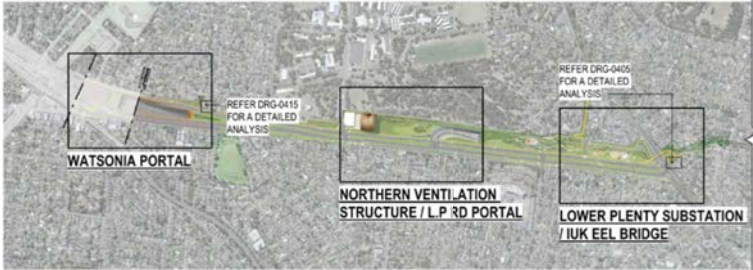 REFER DRG-0405
FOR A DETAILED
ANALYSIS
REFER DRG-0415
FOR A DETAILED
ANALYSIS
WATSONIA PORTAL
NORTHERN VENTILATION
STRUCTURE / L.P RD PORTAL
LOWER PLENTY SUBSTATION
/ IUK EEL BRIDGE